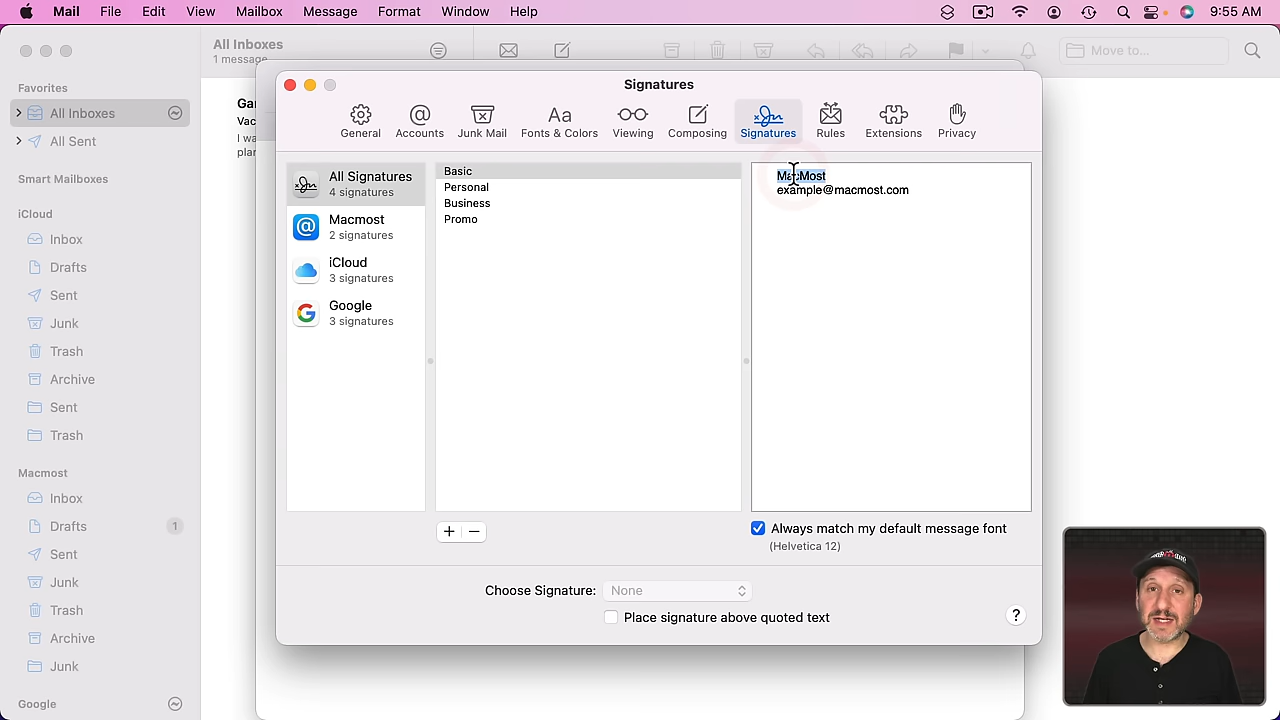 Mail File Edit View Mailbox Message Format Window Help 9:55 AM
All Inboxes
1 message
Move to...
Favorites
All Inboxes
All Sent
Smart Mailboxes
iCloud
Inbox
Drafts
Sent
Junk
Trash
Archive
Sent
Trash
Macmost
Inbox
Drafts 1
Sent
Junk
Trash
Archive
Junk
Google
Gar
Vac
I wa
plar
Signatures
General Accounts Junk Mail Fonts & Colors Viewing Composing Signatures Rules Extensions Privacy
All Signatures
4 signatures
Macmost
2 signatures
iCloud
3 signatures
Google
3 signatures
Basic
Personal
Business
Promo
MacMost
example@macmost.com
+ −
Always match my default message font
(Helvetica 12)
Choose Signature: None
Place signature above quoted text
?